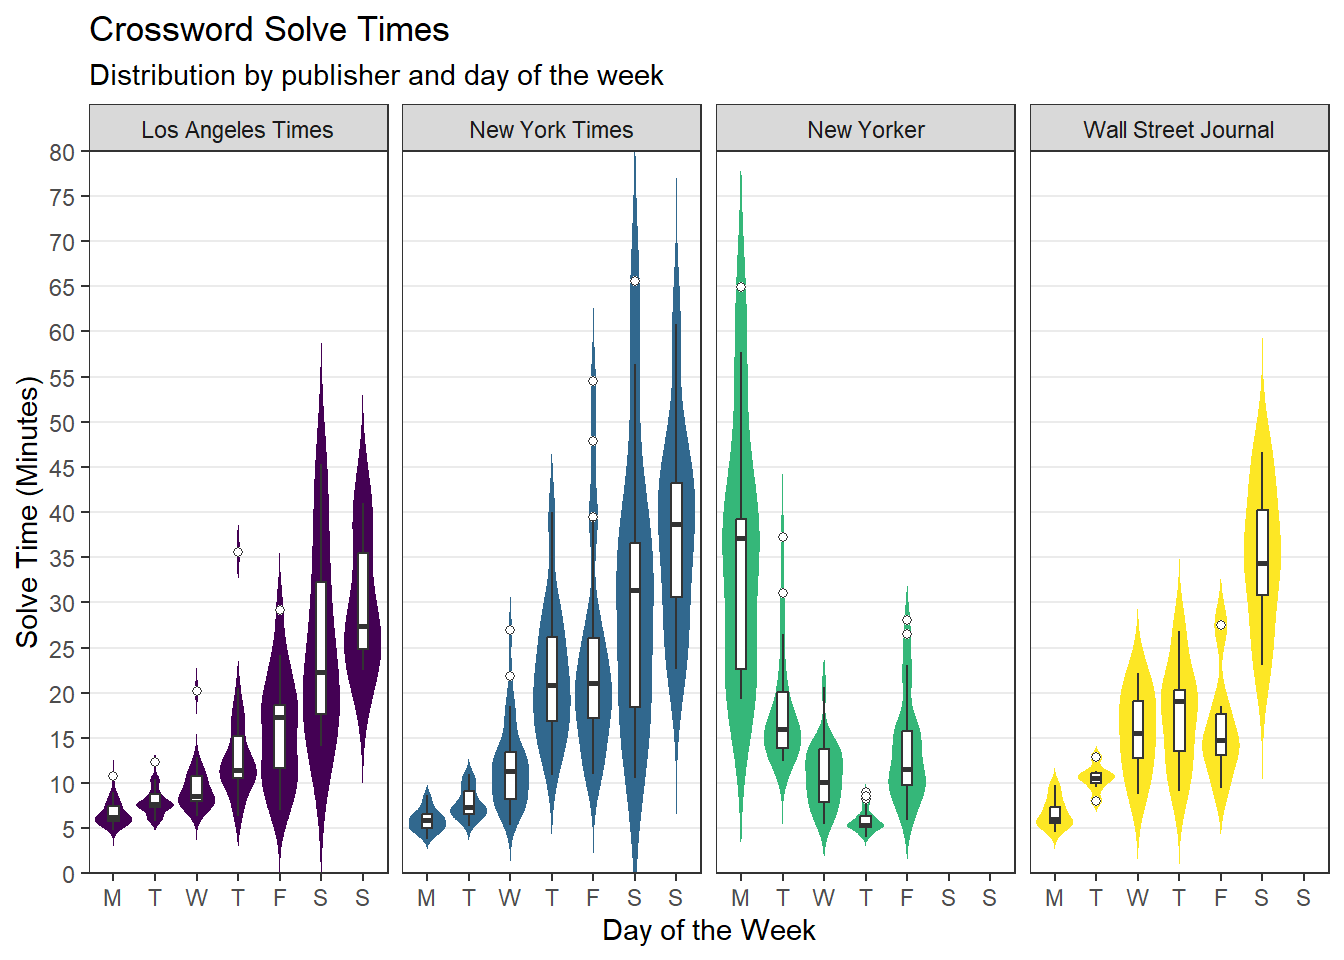 Crossword Solve Times
Distribution by publisher and day of the week
Los Angeles Times
New York Times
New Yorker
Wall Street Journal
Solve Time (Minutes)
80
75
70
65
60
55
50
45
40
35
30
25
20
15
10
5
0
M T W T F S S
M T W T F S S
M T W T F S S
M T W T F S S
Day of the Week